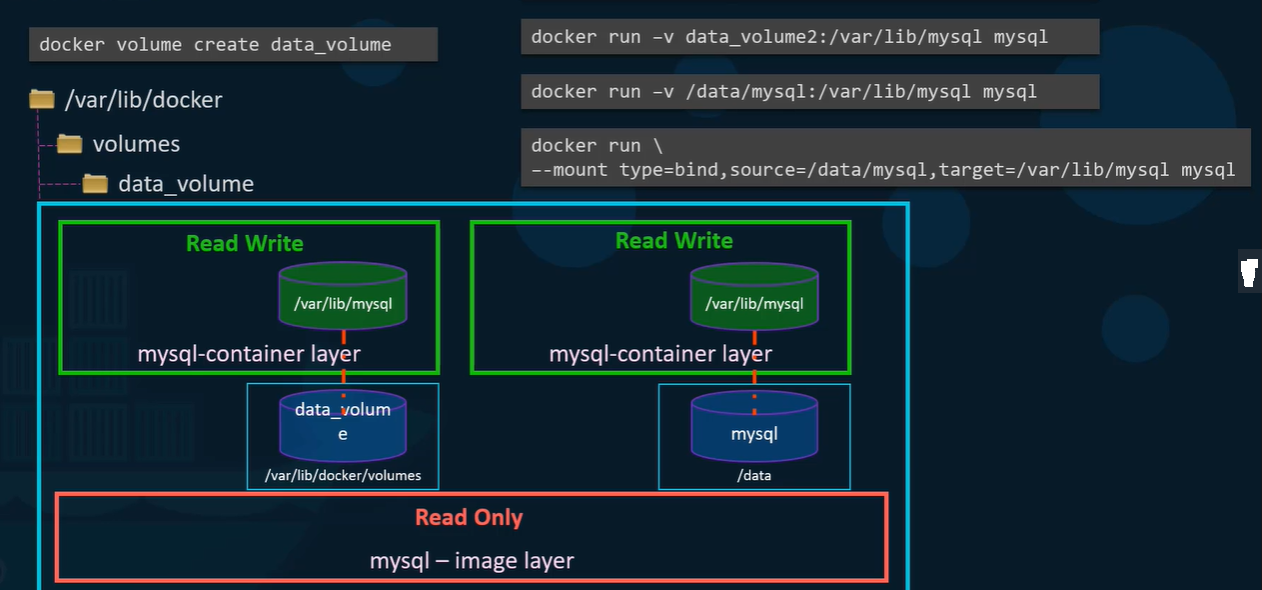 docker volume create data_volume
/var/lib/docker
volumes
data_volume
docker run –v data_volume2:/var/lib/mysql mysql
docker run –v /data/mysql:/var/lib/mysql mysql
docker run \
--mount type=bind,source=/data/mysql,target=/var/lib/mysql mysql
Read Write
/var/lib/mysql
mysql-container layer
data_volum
e
/var/lib/docker/volumes
Read Write
/var/lib/mysql
mysql-container layer
mysql
/data
Read Only
mysql – image layer